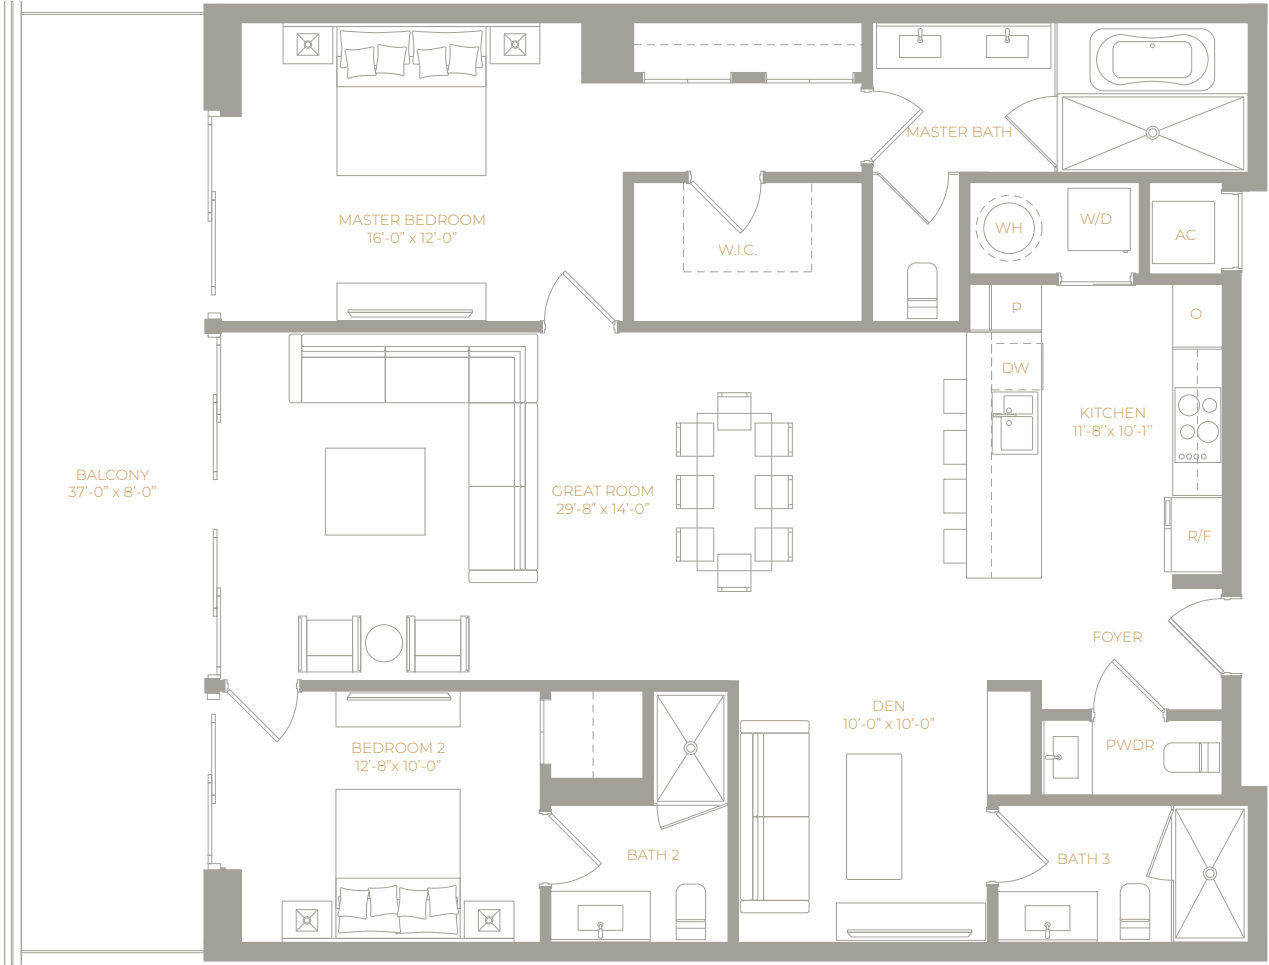 MASTER BATH
MASTER BEDROOM
16'-0" x 12'-0"
W.I.C.
WH
W/D
AC
P
O
DW
KITCHEN
11'-8''x 10'-1''
BALCONY
37'-0" x 8'-0"
GREAT ROOM
29'-8" x 14'-0"
R/F
FOYER
DEN
10'-0" x 10'-0"
BEDROOM 2
12'-8"x 10'-0"
PWDR
BATH 2
BATH 3